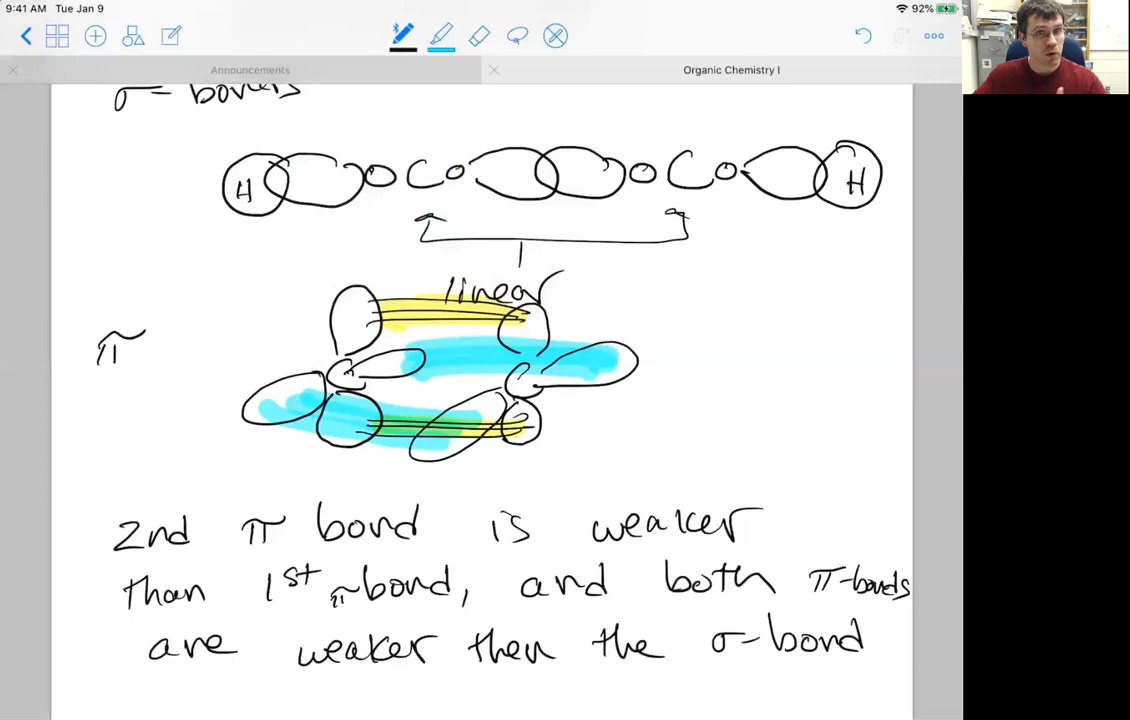 9:41 AM Tue Jan 9
92%
Announcements
Organic Chemistry I
σ- bonds
H C C H
linear
π
C C
2nd π bond is weaker
than 1st π bond, and both π-bonds
are weaker then the σ-bond